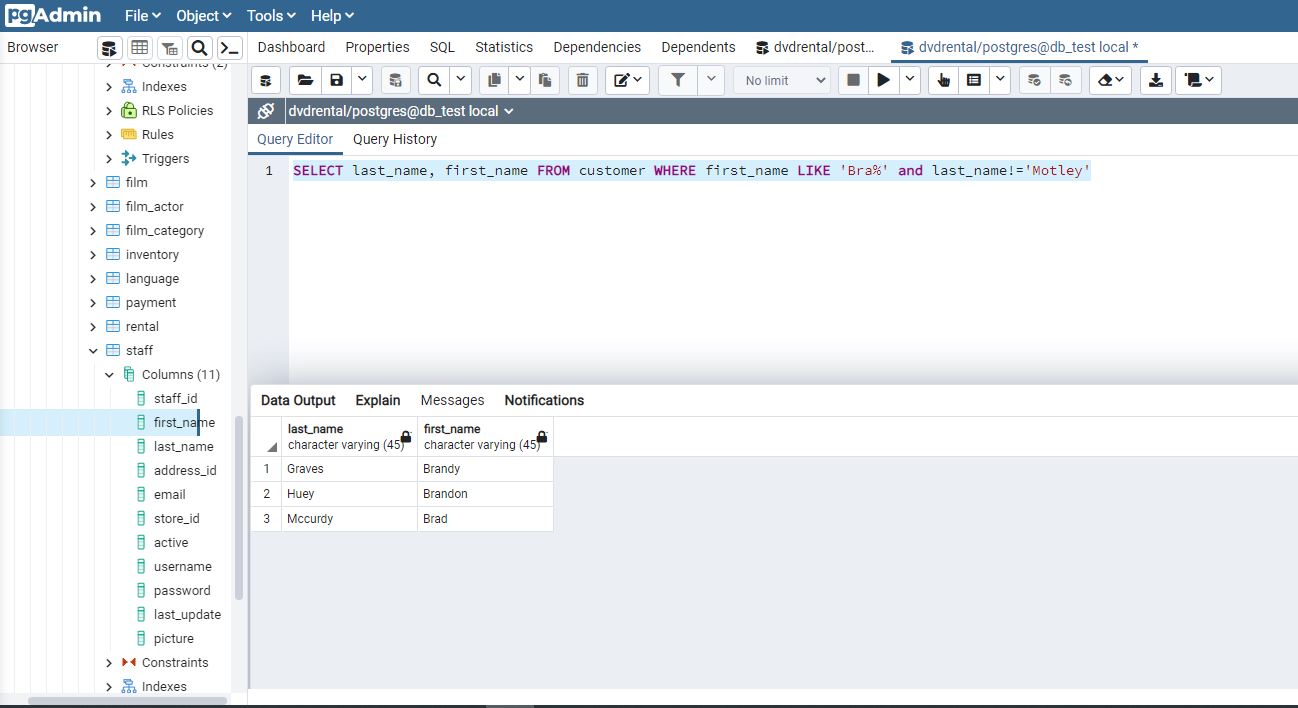 pgAdmin File Object Tools Help
Browser Dashboard Properties SQL Statistics Dependencies Dependents dvdrental/post... dvdrental/postgres@db_test local *
No limit
dvdrental/postgres@db_test local
Query Editor Query History
1 SELECT last_name, first_name FROM customer WHERE first_name LIKE 'Bra%' and last_name!='Motley'
Constraints (2)
Indexes
RLS Policies
Rules
Triggers
film
film_actor
film_category
inventory
language
payment
rental
staff
Columns (11)
staff_id
first_name
last_name
address_id
email
store_id
active
username
password
last_update
picture
Constraints
Indexes
Data Output Explain Messages Notifications
last_name first_name
character varying (45) character varying (45)
1 Graves Brandy
2 Huey Brandon
3 Mccurdy Brad